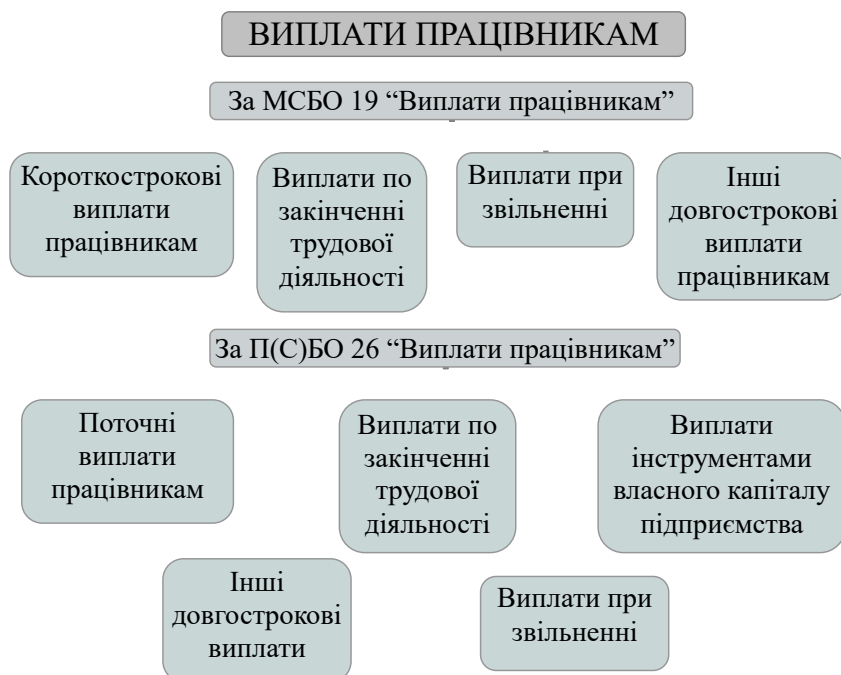 ВИПЛАТИ ПРАЦІВНИКАМ
За МСБО 19 “Виплати працівникам”
Короткострокові
виплати
працівникам
Виплати по
закінченні
трудової
діяльності
Виплати при
звільненні
Інші
довгострокові
виплати
працівникам
За П(С)БО 26 “Виплати працівникам”
Поточні
виплати
працівникам
Виплати по
закінченні
трудової
діяльності
Виплати
інструментами
власного капіталу
підприємства
Інші
довгострокові
виплати
Виплати при
звільненні